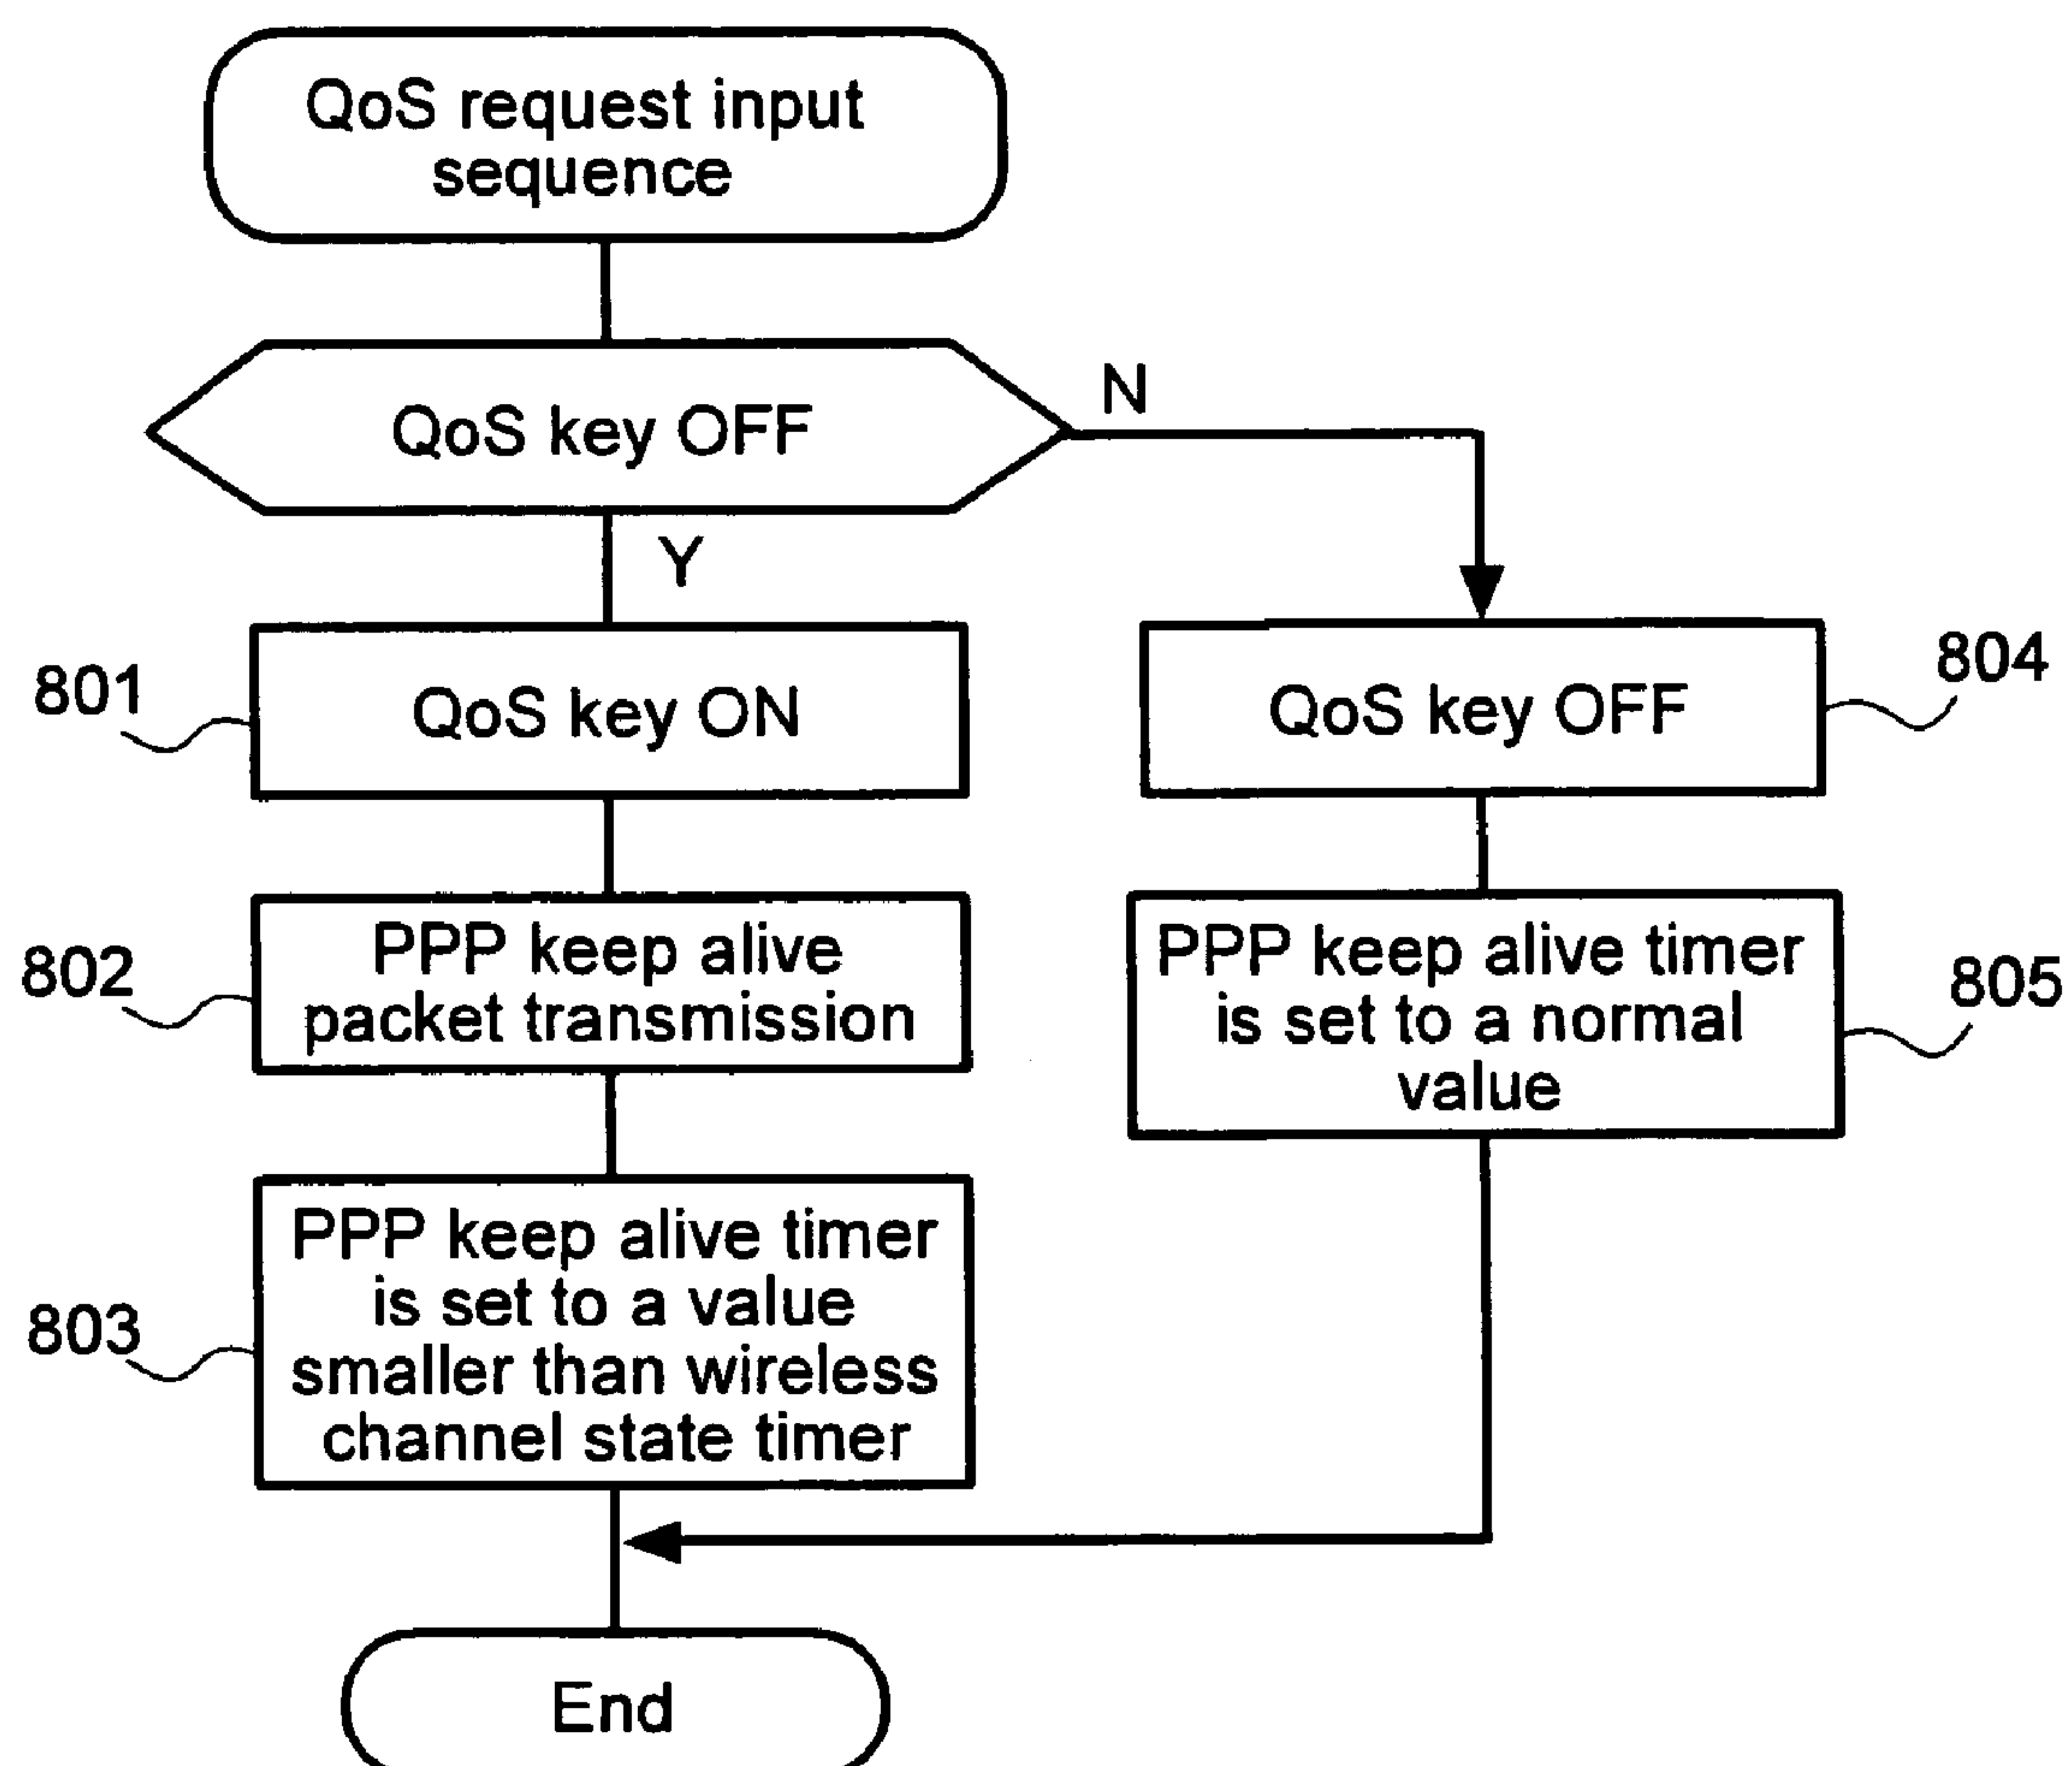 QoS request input
sequence
QoS key OFF
N
Y
801
QoS key ON
QoS key OFF
804
802
PPP keep alive
packet transmission
PPP keep alive timer
is set to a normal
value
805
803
PPP keep alive timer
is set to a value
smaller than wireless
channel state timer
End